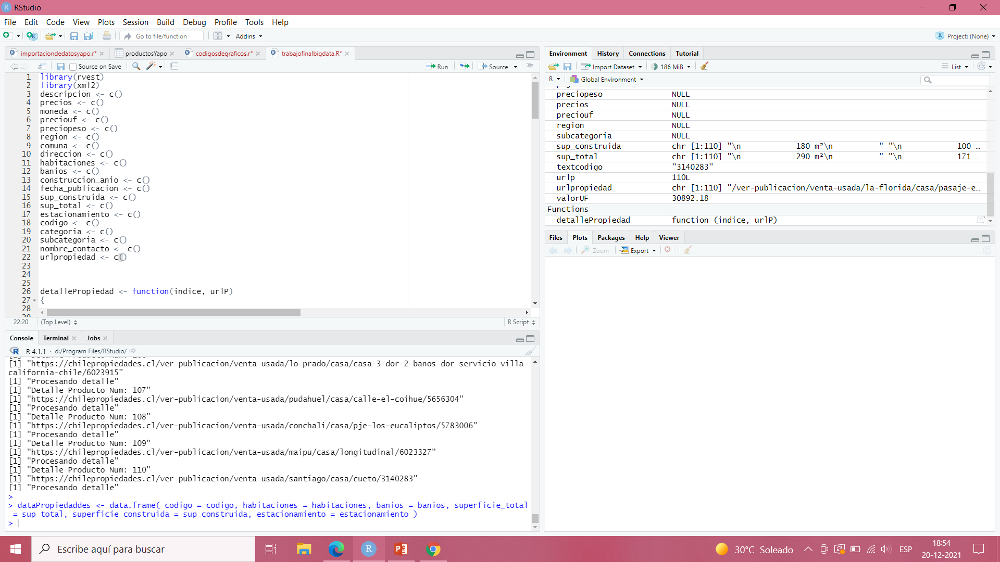 RStudio
File Edit Code View Plots Session Build Debug Profile Tools Help
Go to file/function Addins Project: (None)
importaciondedatosyapo.r* productosYapo codigosdegraficos.r* trabajofinalbigdata.R*
Source on Save Run Source
1 library(rvest)
2 library(xml2)
3 descripcion <- c()
4 precios <- c()
5 moneda <- c()
6 preciouf <- c()
7 preciopeso <- c()
8 region <- c()
9 comuna <- c()
10 direccion <- c()
11 habitaciones <- c()
12 banios <- c()
13 construccion_anio <- c()
14 fecha_publicacion <- c()
15 sup_construida <- c()
16 sup_total <- c()
17 estacionamiento <- c()
18 codigo <- c()
19 categoria <- c()
20 subcategoria <- c()
21 nombre_contacto <- c()
22 urlpropiedad <- c()
23
24
25
26 detallePropiedad <- function(indice, urlP)
27 {
28
29
22:20 (Top Level) R Script
Console Terminal Jobs
R 4.1.1 · d:/Program Files/RStudio/
[1] "https://chilepropiedades.cl/ver-publicacion/venta-usada/lo-prado/casa/casa-3-dor-2-banos-dor-servicio-villa-
california-chile/6023915"
[1] "Procesando detalle"
[1] "Detalle Producto Num: 107"
[1] "https://chilepropiedades.cl/ver-publicacion/venta-usada/pudahuel/casa/calle-el-coihue/5656304"
[1] "Procesando detalle"
[1] "Detalle Producto Num: 108"
[1] "https://chilepropiedades.cl/ver-publicacion/venta-usada/conchali/casa/pje-los-eucaliptos/5783006"
[1] "Procesando detalle"
[1] "Detalle Producto Num: 109"
[1] "https://chilepropiedades.cl/ver-publicacion/venta-usada/maipu/casa/longitudinal/6023327"
[1] "Procesando detalle"
[1] "Detalle Producto Num: 110"
[1] "https://chilepropiedades.cl/ver-publicacion/venta-usada/santiago/casa/cueto/3140283"
[1] "Procesando detalle"
>
> dataPropiedaddes <- data.frame( codigo = codigo, habitaciones = habitaciones, banios = banios, superficie_total
= sup_total, superficie_construida = sup_construida, estacionamiento = estacionamiento )
>
Environment History Connections Tutorial
Import Dataset 186 MiB List
R Global Environment
preciopeso NULL
precios NULL
preciouf NULL
region NULL
subcategoria NULL
sup_construida chr [1:110] "\n 180 m²\n " "\n 100 …
sup_total chr [1:110] "\n 290 m²\n " "\n 171 …
textcodigo "3140283"
urlp 110L
urlpropiedad chr [1:110] "/ver-publicacion/venta-usada/la-florida/casa/pasaje-e…
valorUF 30892.18
Functions
detallePropiedad function (indice, urlP)
Files Plots Packages Help Viewer
Zoom Export
Escribe aquí para buscar
30°C Soleado
ESP
18:54
20-12-2021